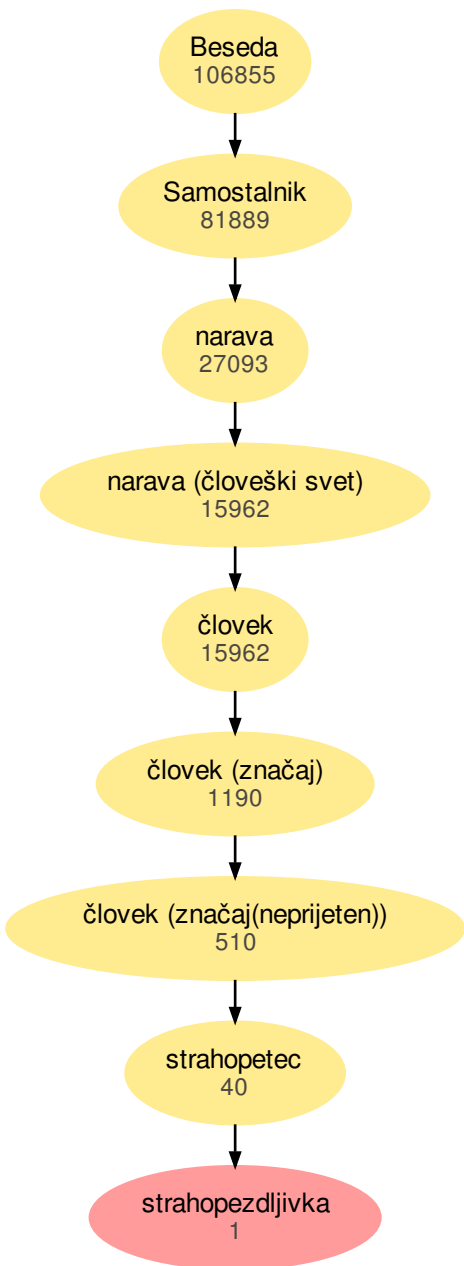 Beseda
106855
Samostalnik
81889
narava
27093
narava (človeški svet)
15962
človek
15962
človek (značaj)
1190
človek (značaj(neprijeten))
510
strahopetec
40
strahopezdljivka
1